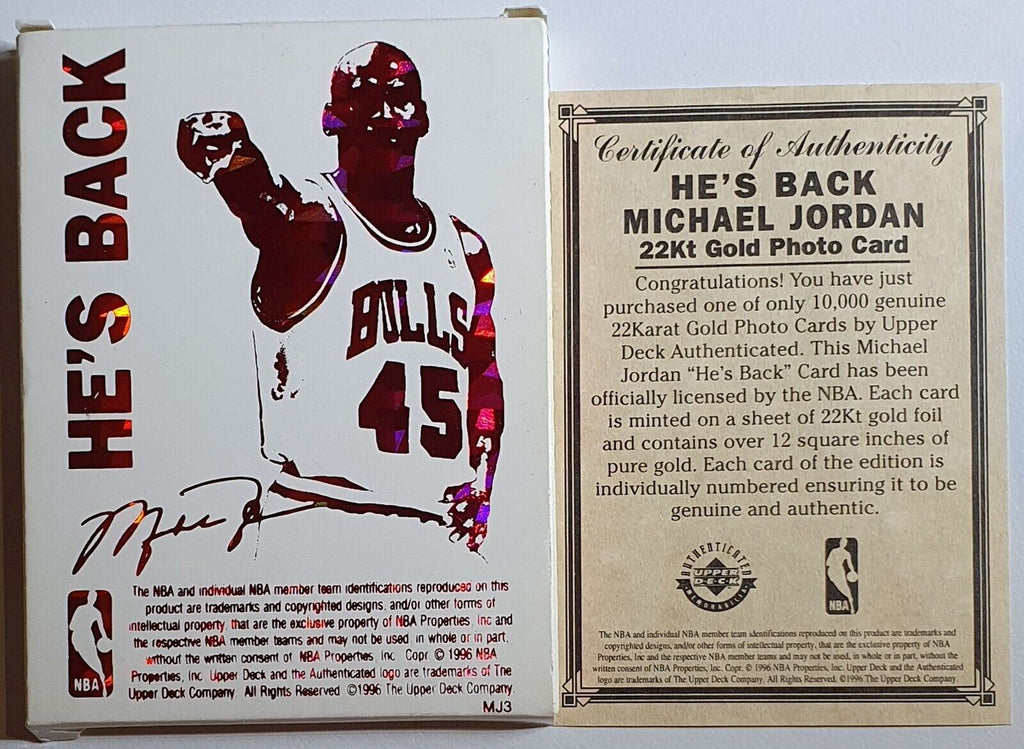 HE'S BACK
BULLS
45
The NBA and individual NBA member team identifications reproduced on this
product are trademarks and copyrighted designs, and/or other forms of
intellectual property, that are the exclusive property of NBA Properties, Inc and
the respective NBA member teams and may not be used, in whole or in part,
without the written consent of NBA Properties, Inc. Copr. © 1996 NBA
Properties, Inc. Upper Deck and the Authenticated logo are trademarks of The
Upper Deck Company. All Rights Reserved. ©1996 The Upper Deck Company.
NBA
MJ3
Certificate of Authenticity
HE'S BACK
MICHAEL JORDAN
22Kt Gold Photo Card
Congratulations! You have just
purchased one of only 10,000 genuine
22Karat Gold Photo Cards by Upper
Deck Authenticated. This Michael
Jordan "He's Back" Card has been
officially licensed by the NBA. Each card
is minted on a sheet of 22Kt gold foil
and contains over 12 square inches of
pure gold. Each card of the edition is
individually numbered ensuring it to be
genuine and authentic.
AUTHENTICATED
UPPER
DECK
MEMORABILIA
NBA
The NBA and individual NBA member team identifications reproduced on this product are trademarks and
copyrighted designs, and/or other forms of intellectual property, that are the exclusive property of NBA
Properties, Inc and the respective NBA member teams and may not be used, in whole or in part, without the
written consent of NBA Properties, Inc. Copr. © 1996 NBA Properties, Inc. Upper Deck and the Authenticated
logo are trademarks of The Upper Deck Company. All Rights Reserved. ©1996 The Upper Deck Company.